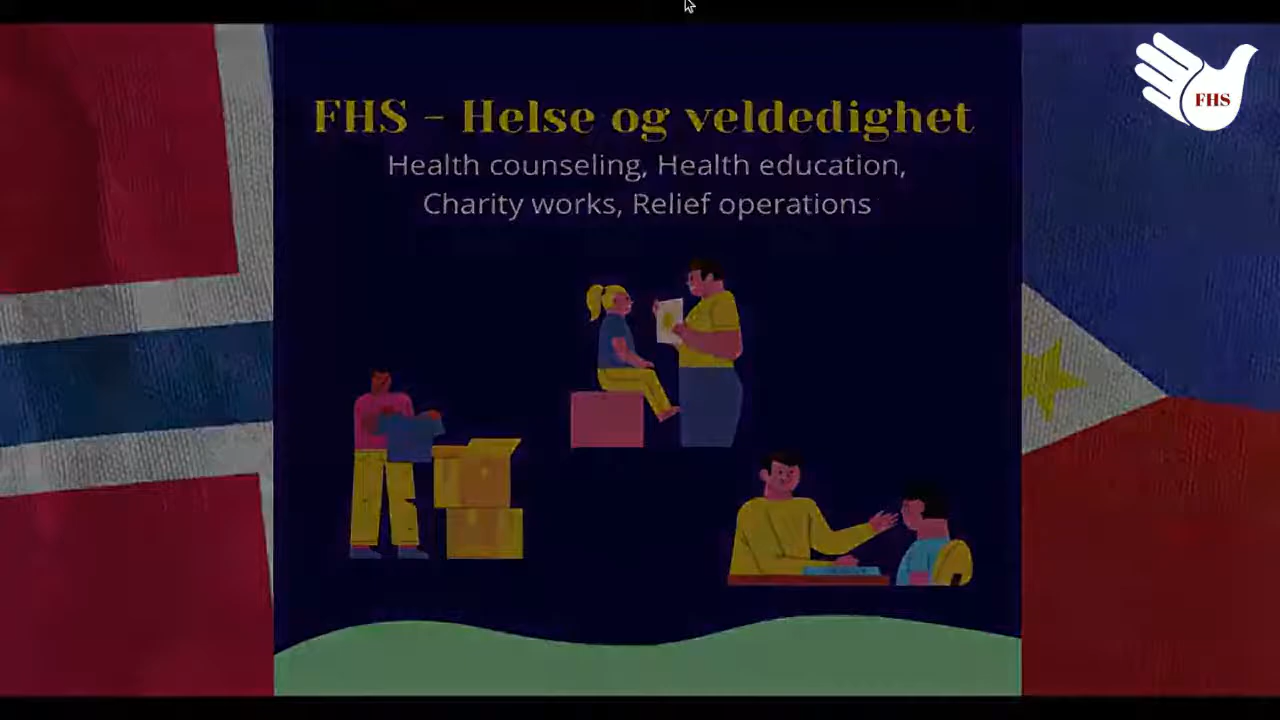 FHS - Helse og veldedighet
Health counseling, Health education,
Charity works, Relief operations
FHS